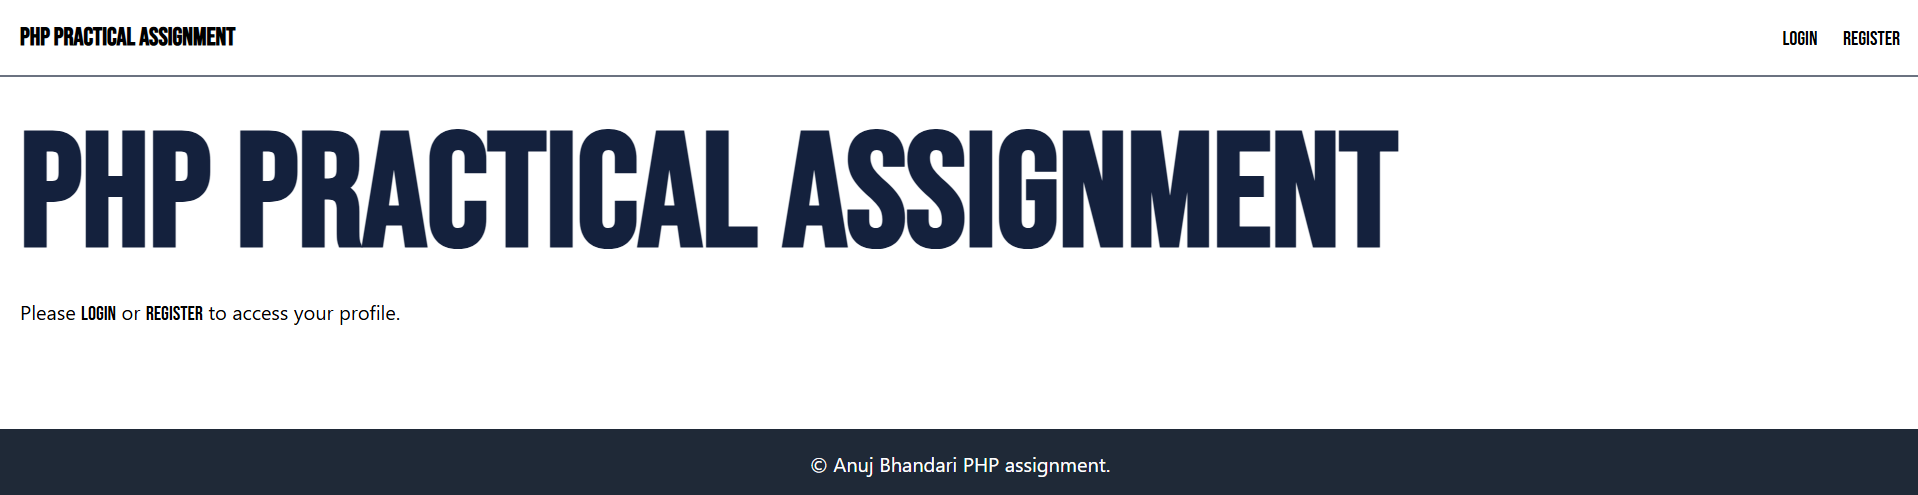 PHP PRACTICAL ASSIGNMENT
LOGIN REGISTER
PHP PRACTICAL ASSIGNMENT
Please LOGIN or REGISTER to access your profile.
© Anuj Bhandari PHP assignment.